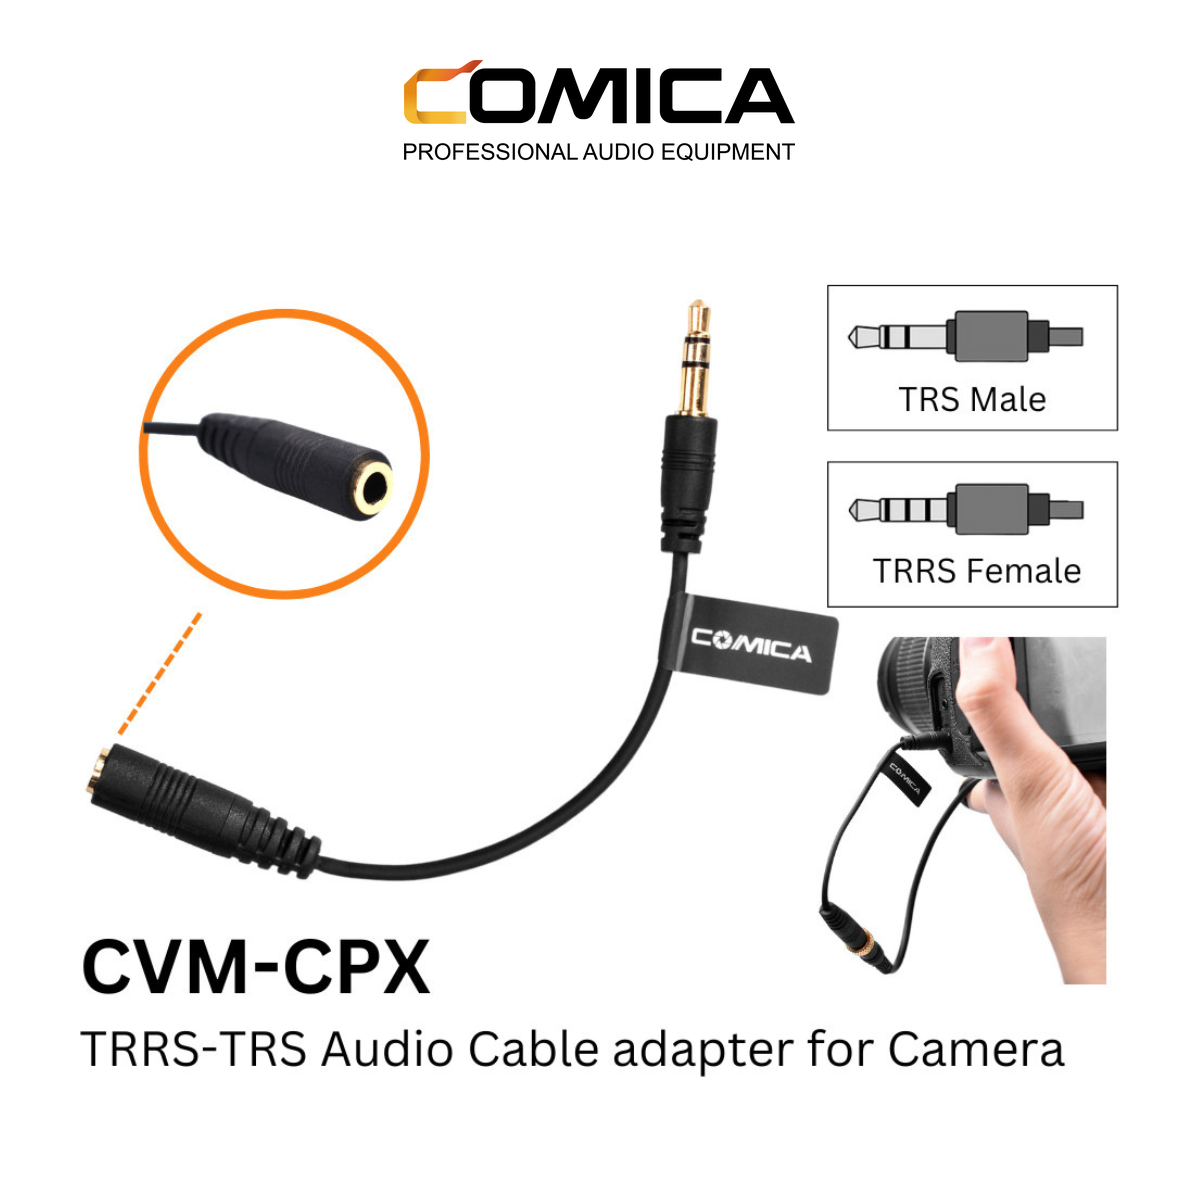 COMICA
PROFESSIONAL AUDIO EQUIPMENT
TRS Male
TRRS Female
COMICA
COMICA
CVM-CPX
TRRS-TRS Audio Cable adapter for Camera